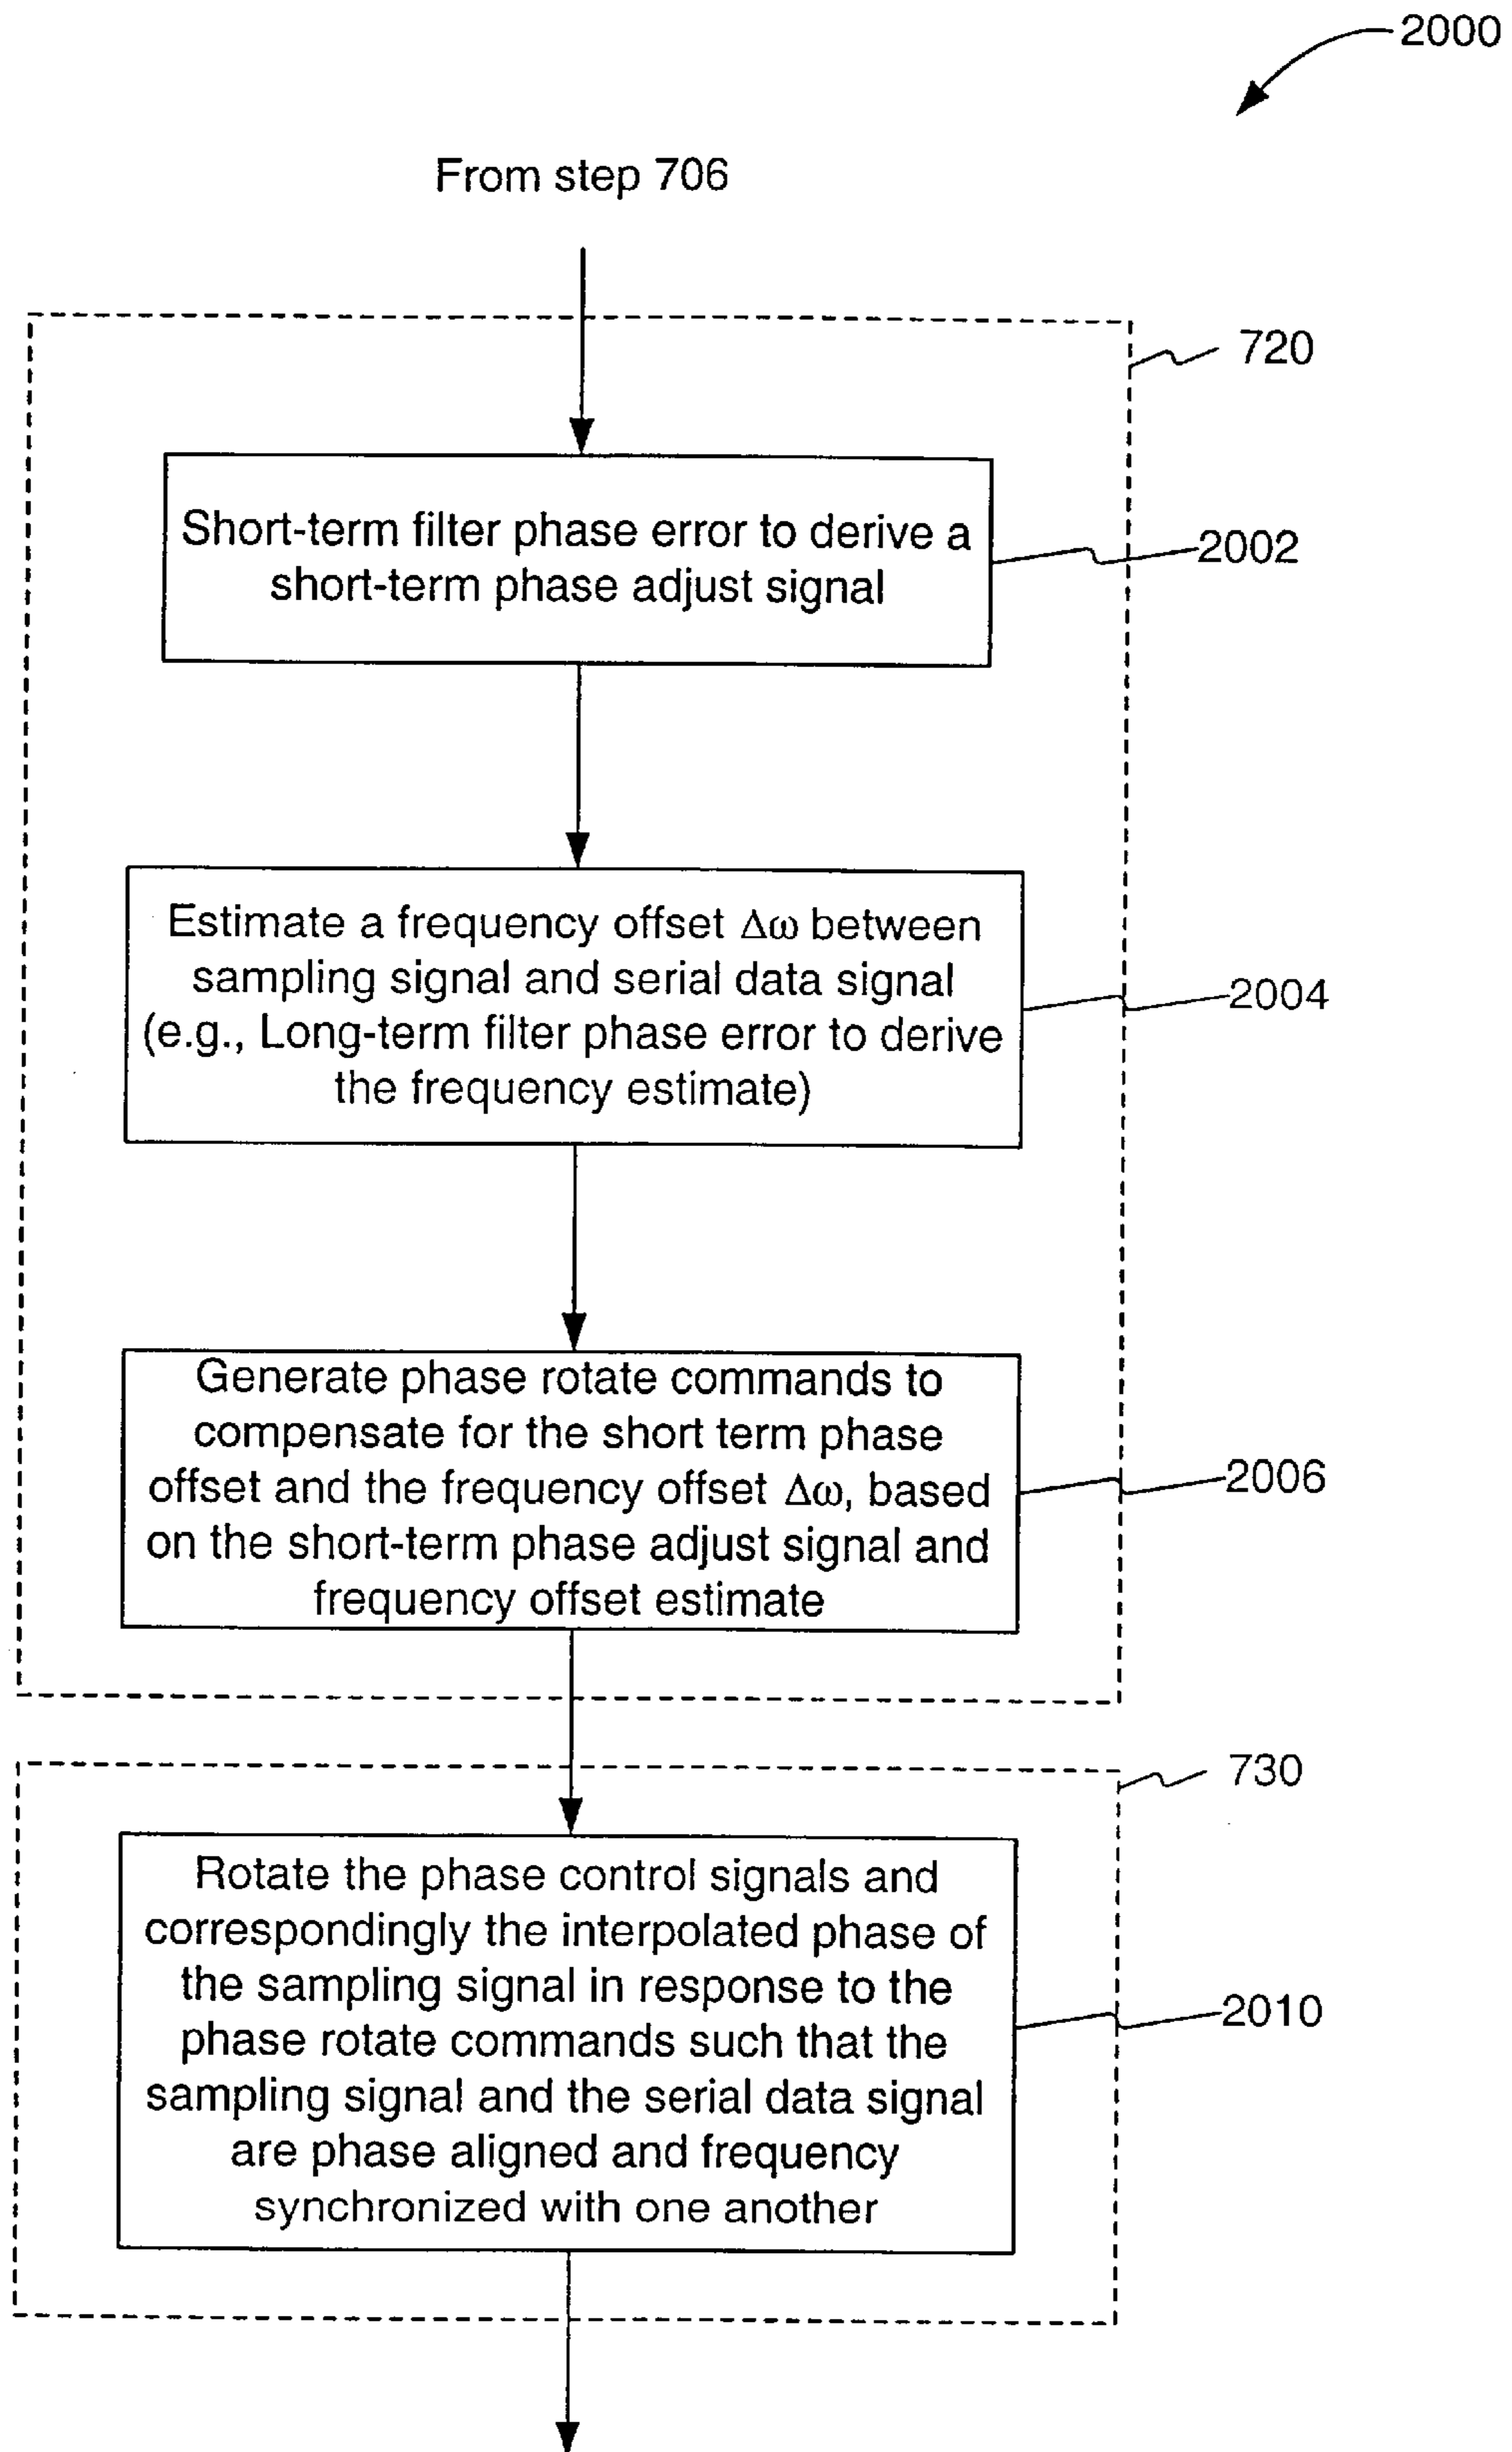 2000
From step 706
720
Short-term filter phase error to derive a
short-term phase adjust signal
2002
Estimate a frequency offset Δω between
sampling signal and serial data signal
(e.g., Long-term filter phase error to derive
the frequency estimate)
2004
Generate phase rotate commands to
compensate for the short term phase
offset and the frequency offset Δω, based
on the short-term phase adjust signal and
frequency offset estimate
2006
730
Rotate the phase control signals and
correspondingly the interpolated phase of
the sampling signal in response to the
phase rotate commands such that the
sampling signal and the serial data signal
are phase aligned and frequency
synchronized with one another
2010